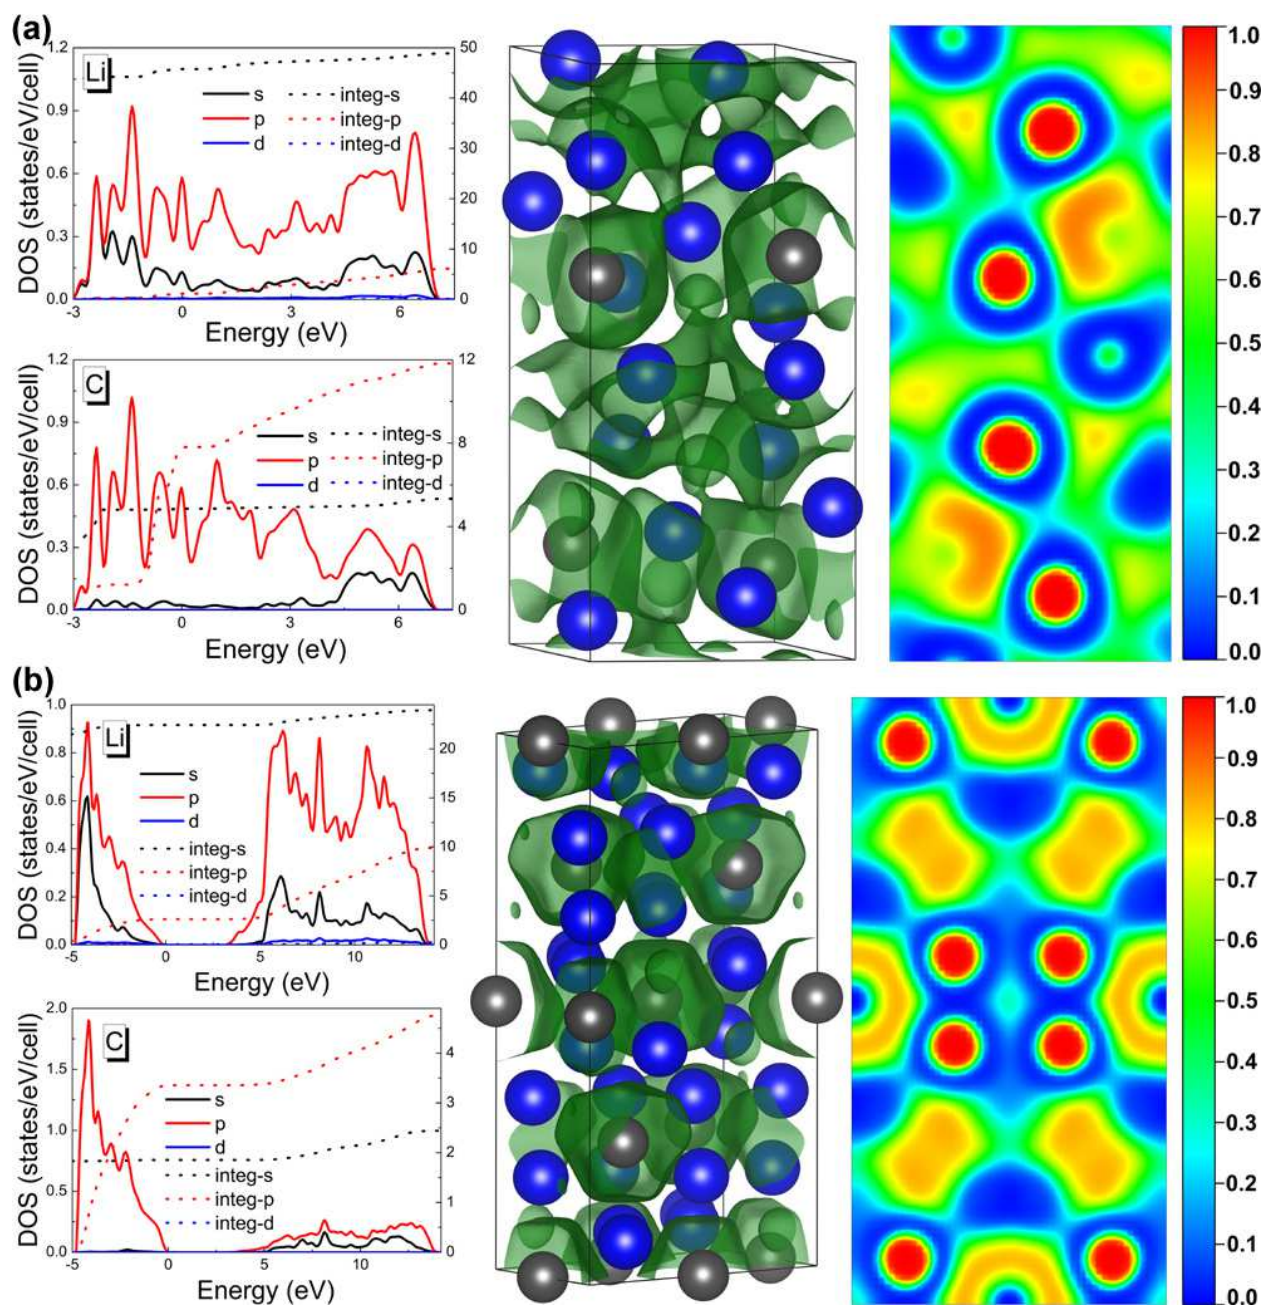 (a)
1.2
0.9
0.6
0.3
0.0
DOS (states/eV/cell)
Li
s
p
d
integ-s
integ-p
integ-d
50
40
30
20
10
0
-3
0
3
6
Energy (eV)
1.2
0.9
0.6
0.3
0.0
DOS (states/eV/cell)
C
s
p
d
integ-s
integ-p
integ-d
12
8
4
0
-3
0
3
6
Energy (eV)
1.0
0.9
0.8
0.7
0.6
0.5
0.4
0.3
0.2
0.1
0.0
(b)
1.0
0.8
0.6
0.4
0.2
0.0
DOS (states/eV/cell)
Li
s
p
d
integ-s
integ-p
integ-d
20
15
10
5
0
-5
0
5
10
Energy (eV)
2.0
1.5
1.0
0.5
0.0
DOS (states/eV/cell)
C
s
p
d
integ-s
integ-p
integ-d
4
3
2
1
0
-5
0
5
10
Energy (eV)
1.0
0.9
0.8
0.7
0.6
0.5
0.4
0.3
0.2
0.1
0.0